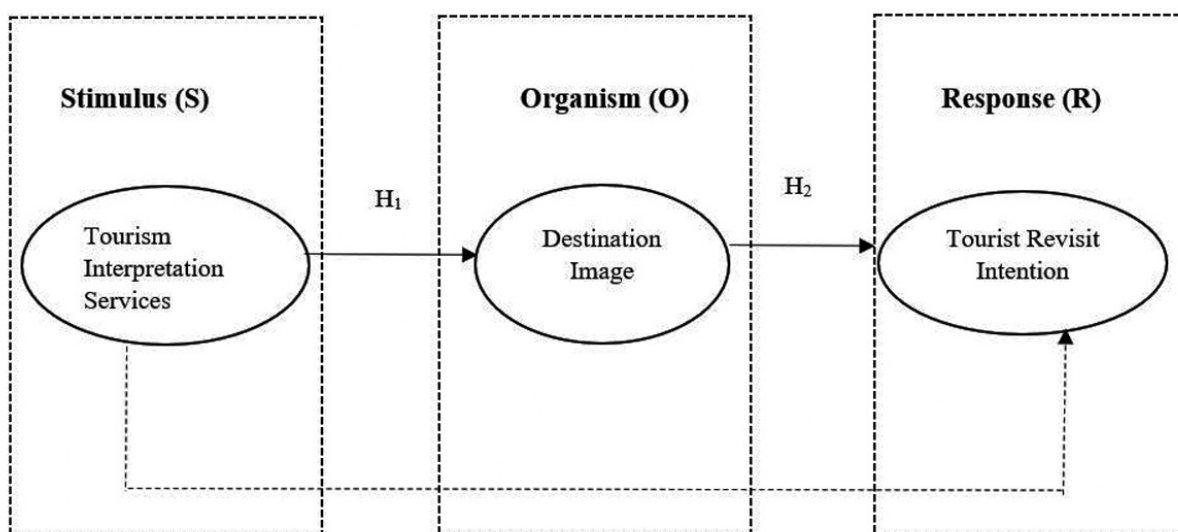 Stimulus (S)
Organism (O)
Response (R)
H₁
H₂
Tourism
Interpretation
Services
Destination
Image
Tourist Revisit
Intention